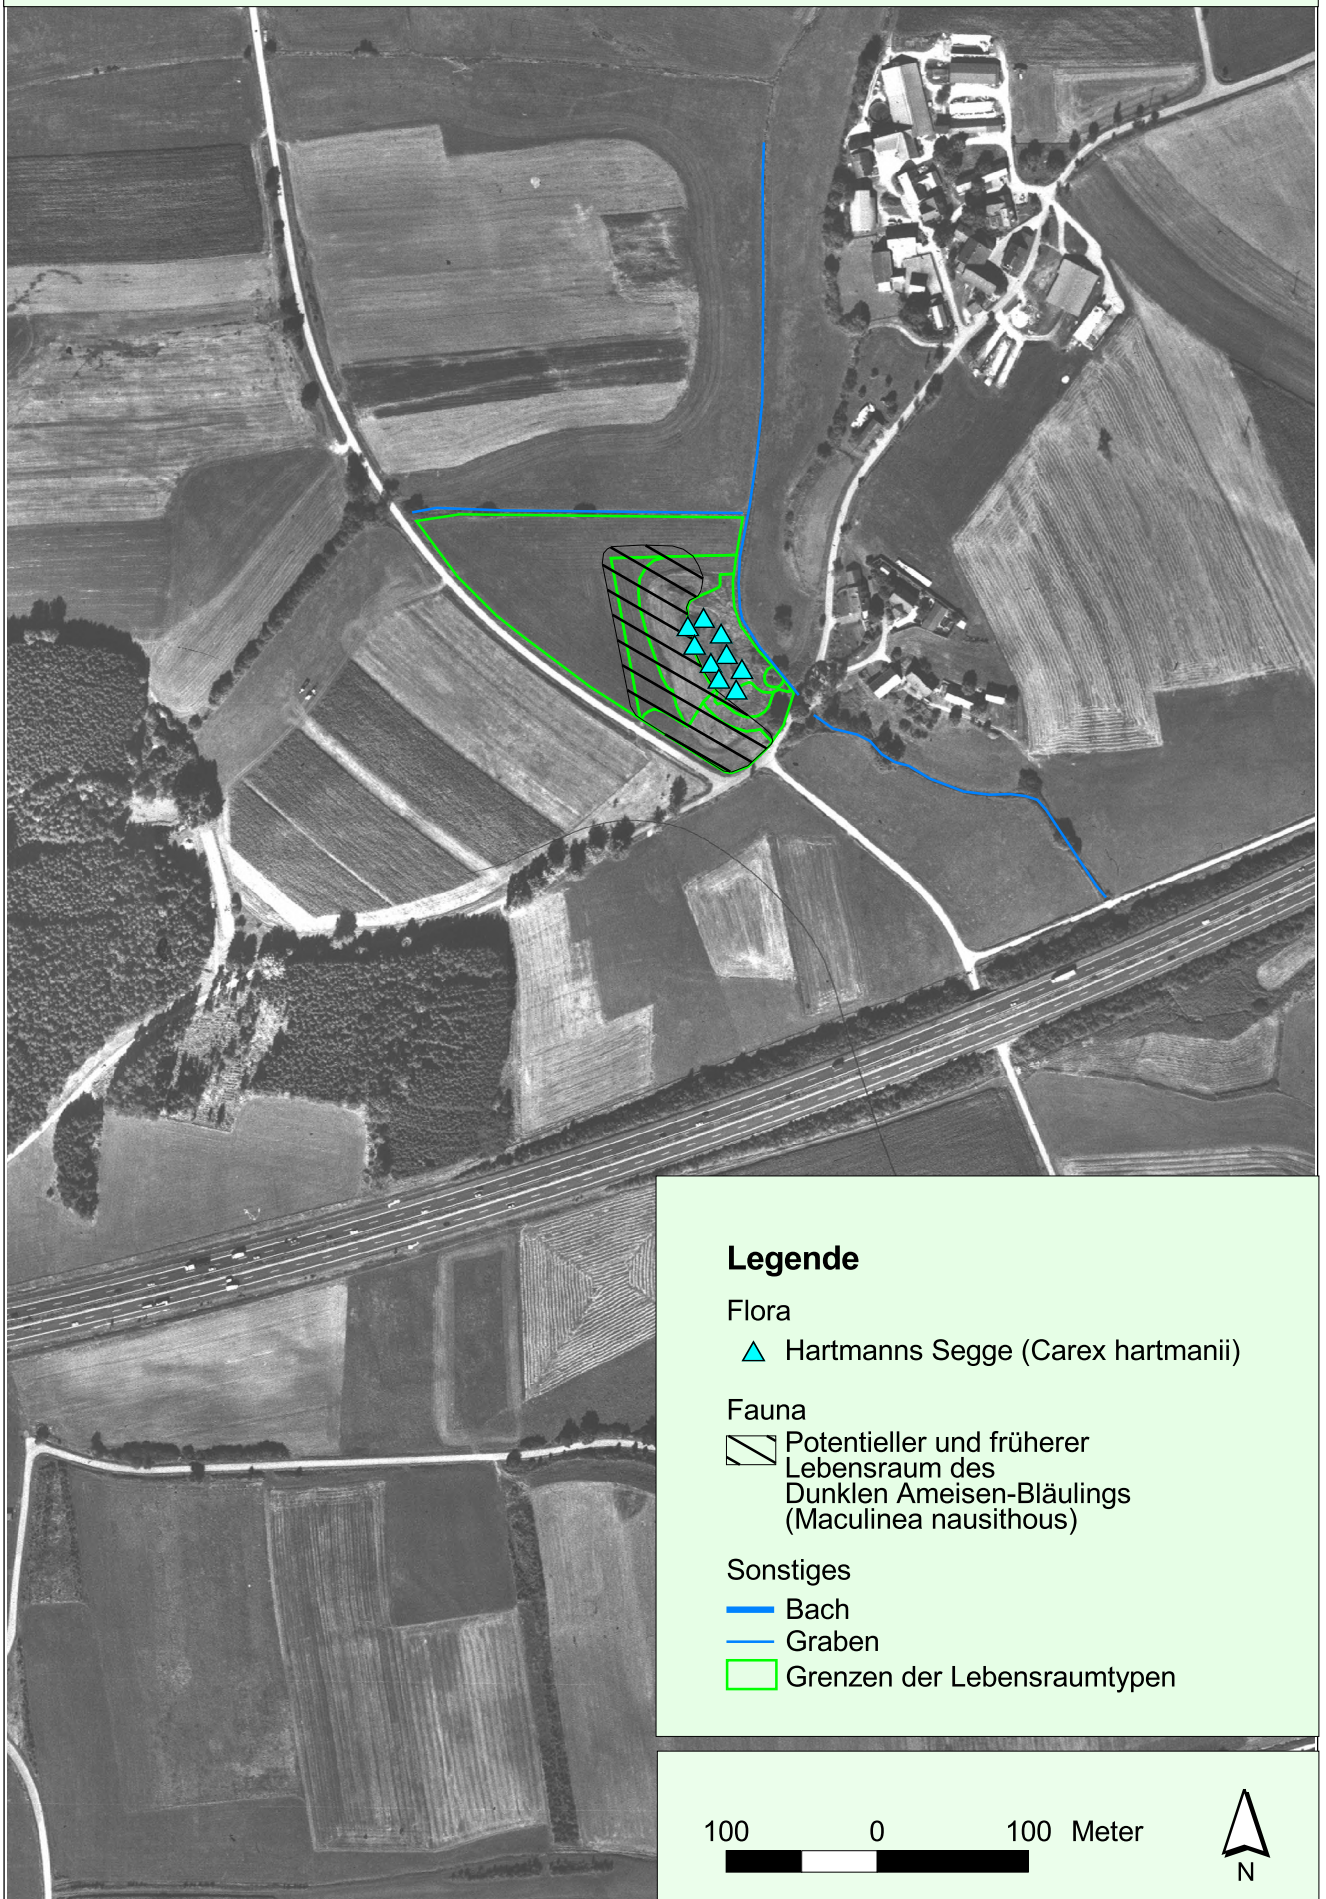 Legende
Flora
Hartmanns Segge (Carex hartmanii)
Fauna
Potentieller und früherer
Lebensraum des
Dunklen Ameisen-Bläulings
(Maculinea nausithous)
Sonstiges
Bach
Graben
Grenzen der Lebensraumtypen
100 0 100 Meter
N